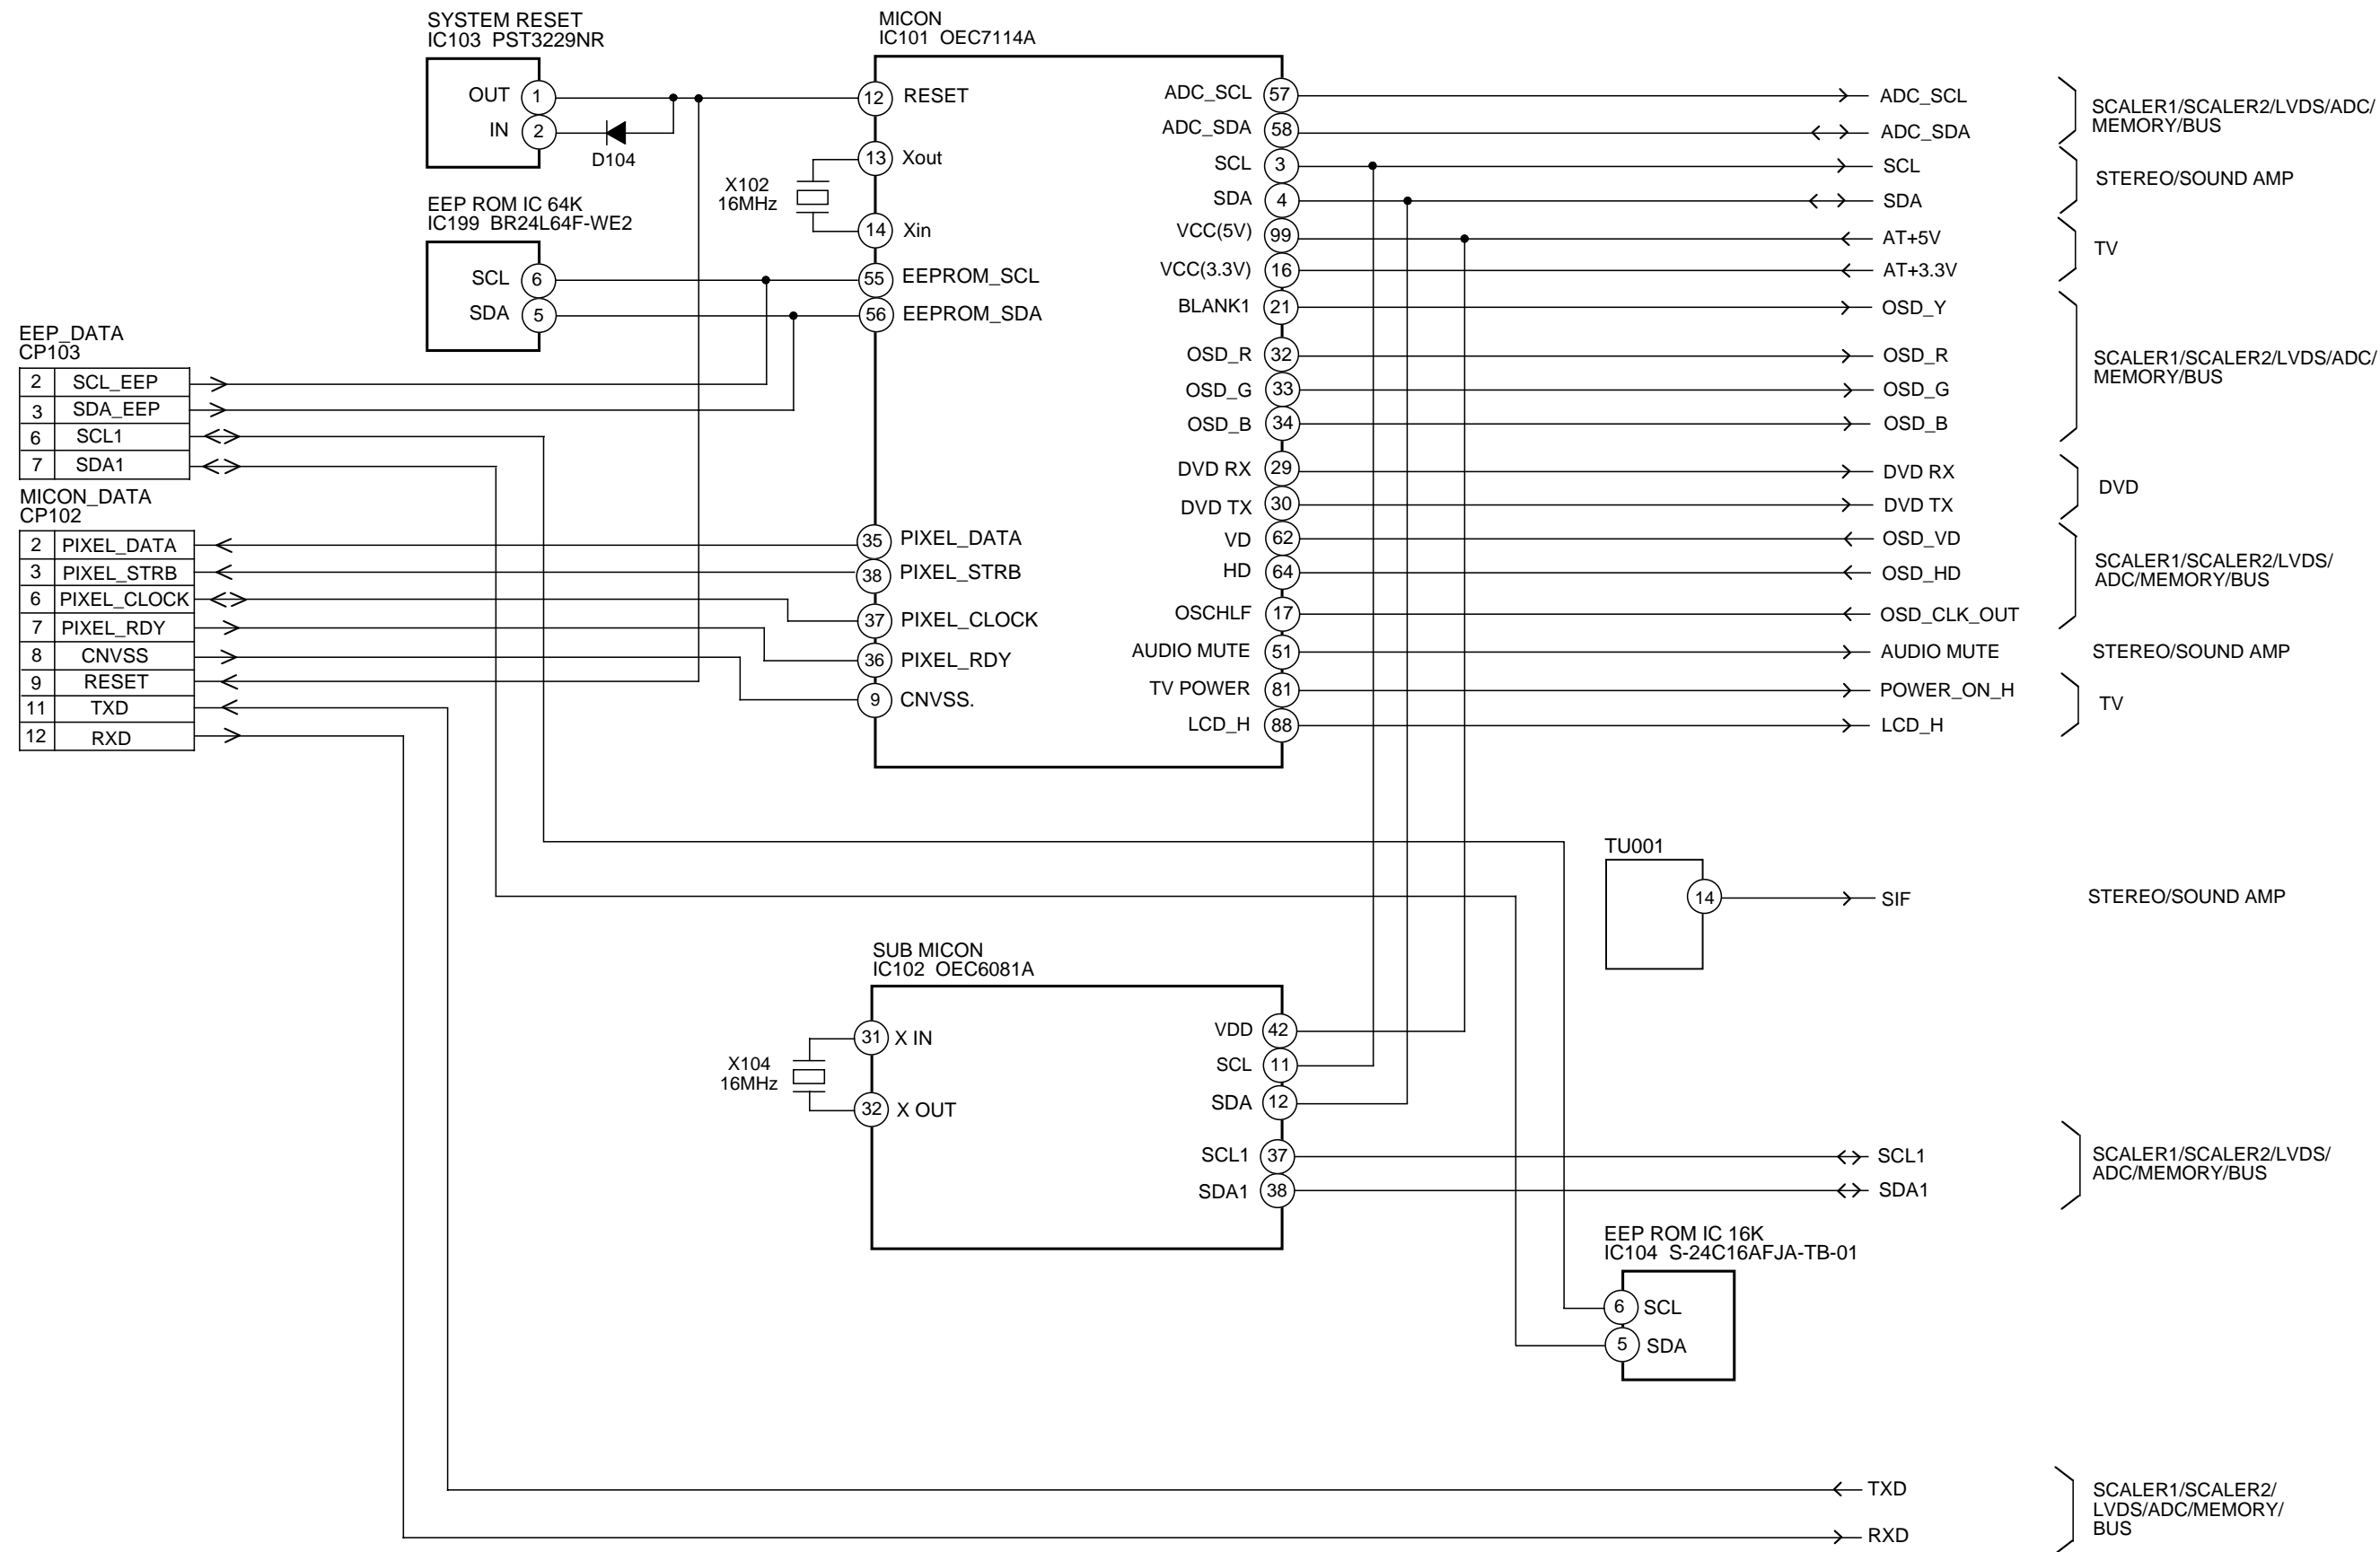 SYSTEM RESET
IC103 PST3229NR
OUT 1
IN 2
D104
EEP ROM IC 64K
IC199 BR24L64F-WE2
SCL 6
SDA 5
X102
16MHz
EEP_DATA
CP103
2 SCL_EEP
3 SDA_EEP
6 SCL1
7 SDA1
MICON_DATA
CP102
2 PIXEL_DATA
3 PIXEL_STRB
6 PIXEL_CLOCK
7 PIXEL_RDY
8 CNVSS
9 RESET
11 TXD
12 RXD
MICON
IC101 OEC7114A
12 RESET
13 Xout
14 Xin
55 EEPROM_SCL
56 EEPROM_SDA
35 PIXEL_DATA
38 PIXEL_STRB
37 PIXEL_CLOCK
36 PIXEL_RDY
9 CNVSS.
ADC_SCL 57 ADC_SCL
ADC_SDA 58 ADC_SDA
SCALER1/SCALER2/LVDS/ADC/
MEMORY/BUS
SCL 3 SCL
SDA 4 SDA
STEREO/SOUND AMP
VCC(5V) 99 AT+5V
VCC(3.3V) 16 AT+3.3V
TV
BLANK1 21 OSD_Y
OSD_R 32 OSD_R
OSD_G 33 OSD_G
OSD_B 34 OSD_B
SCALER1/SCALER2/LVDS/ADC/
MEMORY/BUS
DVD RX 29 DVD RX
DVD TX 30 DVD TX
DVD
VD 62 OSD_VD
HD 64 OSD_HD
OSCHLF 17 OSD_CLK_OUT
SCALER1/SCALER2/LVDS/
ADC/MEMORY/BUS
AUDIO MUTE 51 AUDIO MUTE
STEREO/SOUND AMP
TV POWER 81 POWER_ON_H
LCD_H 88 LCD_H
TV
TU001
14 SIF
STEREO/SOUND AMP
SUB MICON
IC102 OEC6081A
X104
16MHz
31 X IN
32 X OUT
VDD 42
SCL 11
SDA 12
SCL1 37 SCL1
SDA1 38 SDA1
SCALER1/SCALER2/LVDS/
ADC/MEMORY/BUS
EEP ROM IC 16K
IC104 S-24C16AFJA-TB-01
6 SCL
5 SDA
TXD
RXD
SCALER1/SCALER2/
LVDS/ADC/MEMORY/
BUS